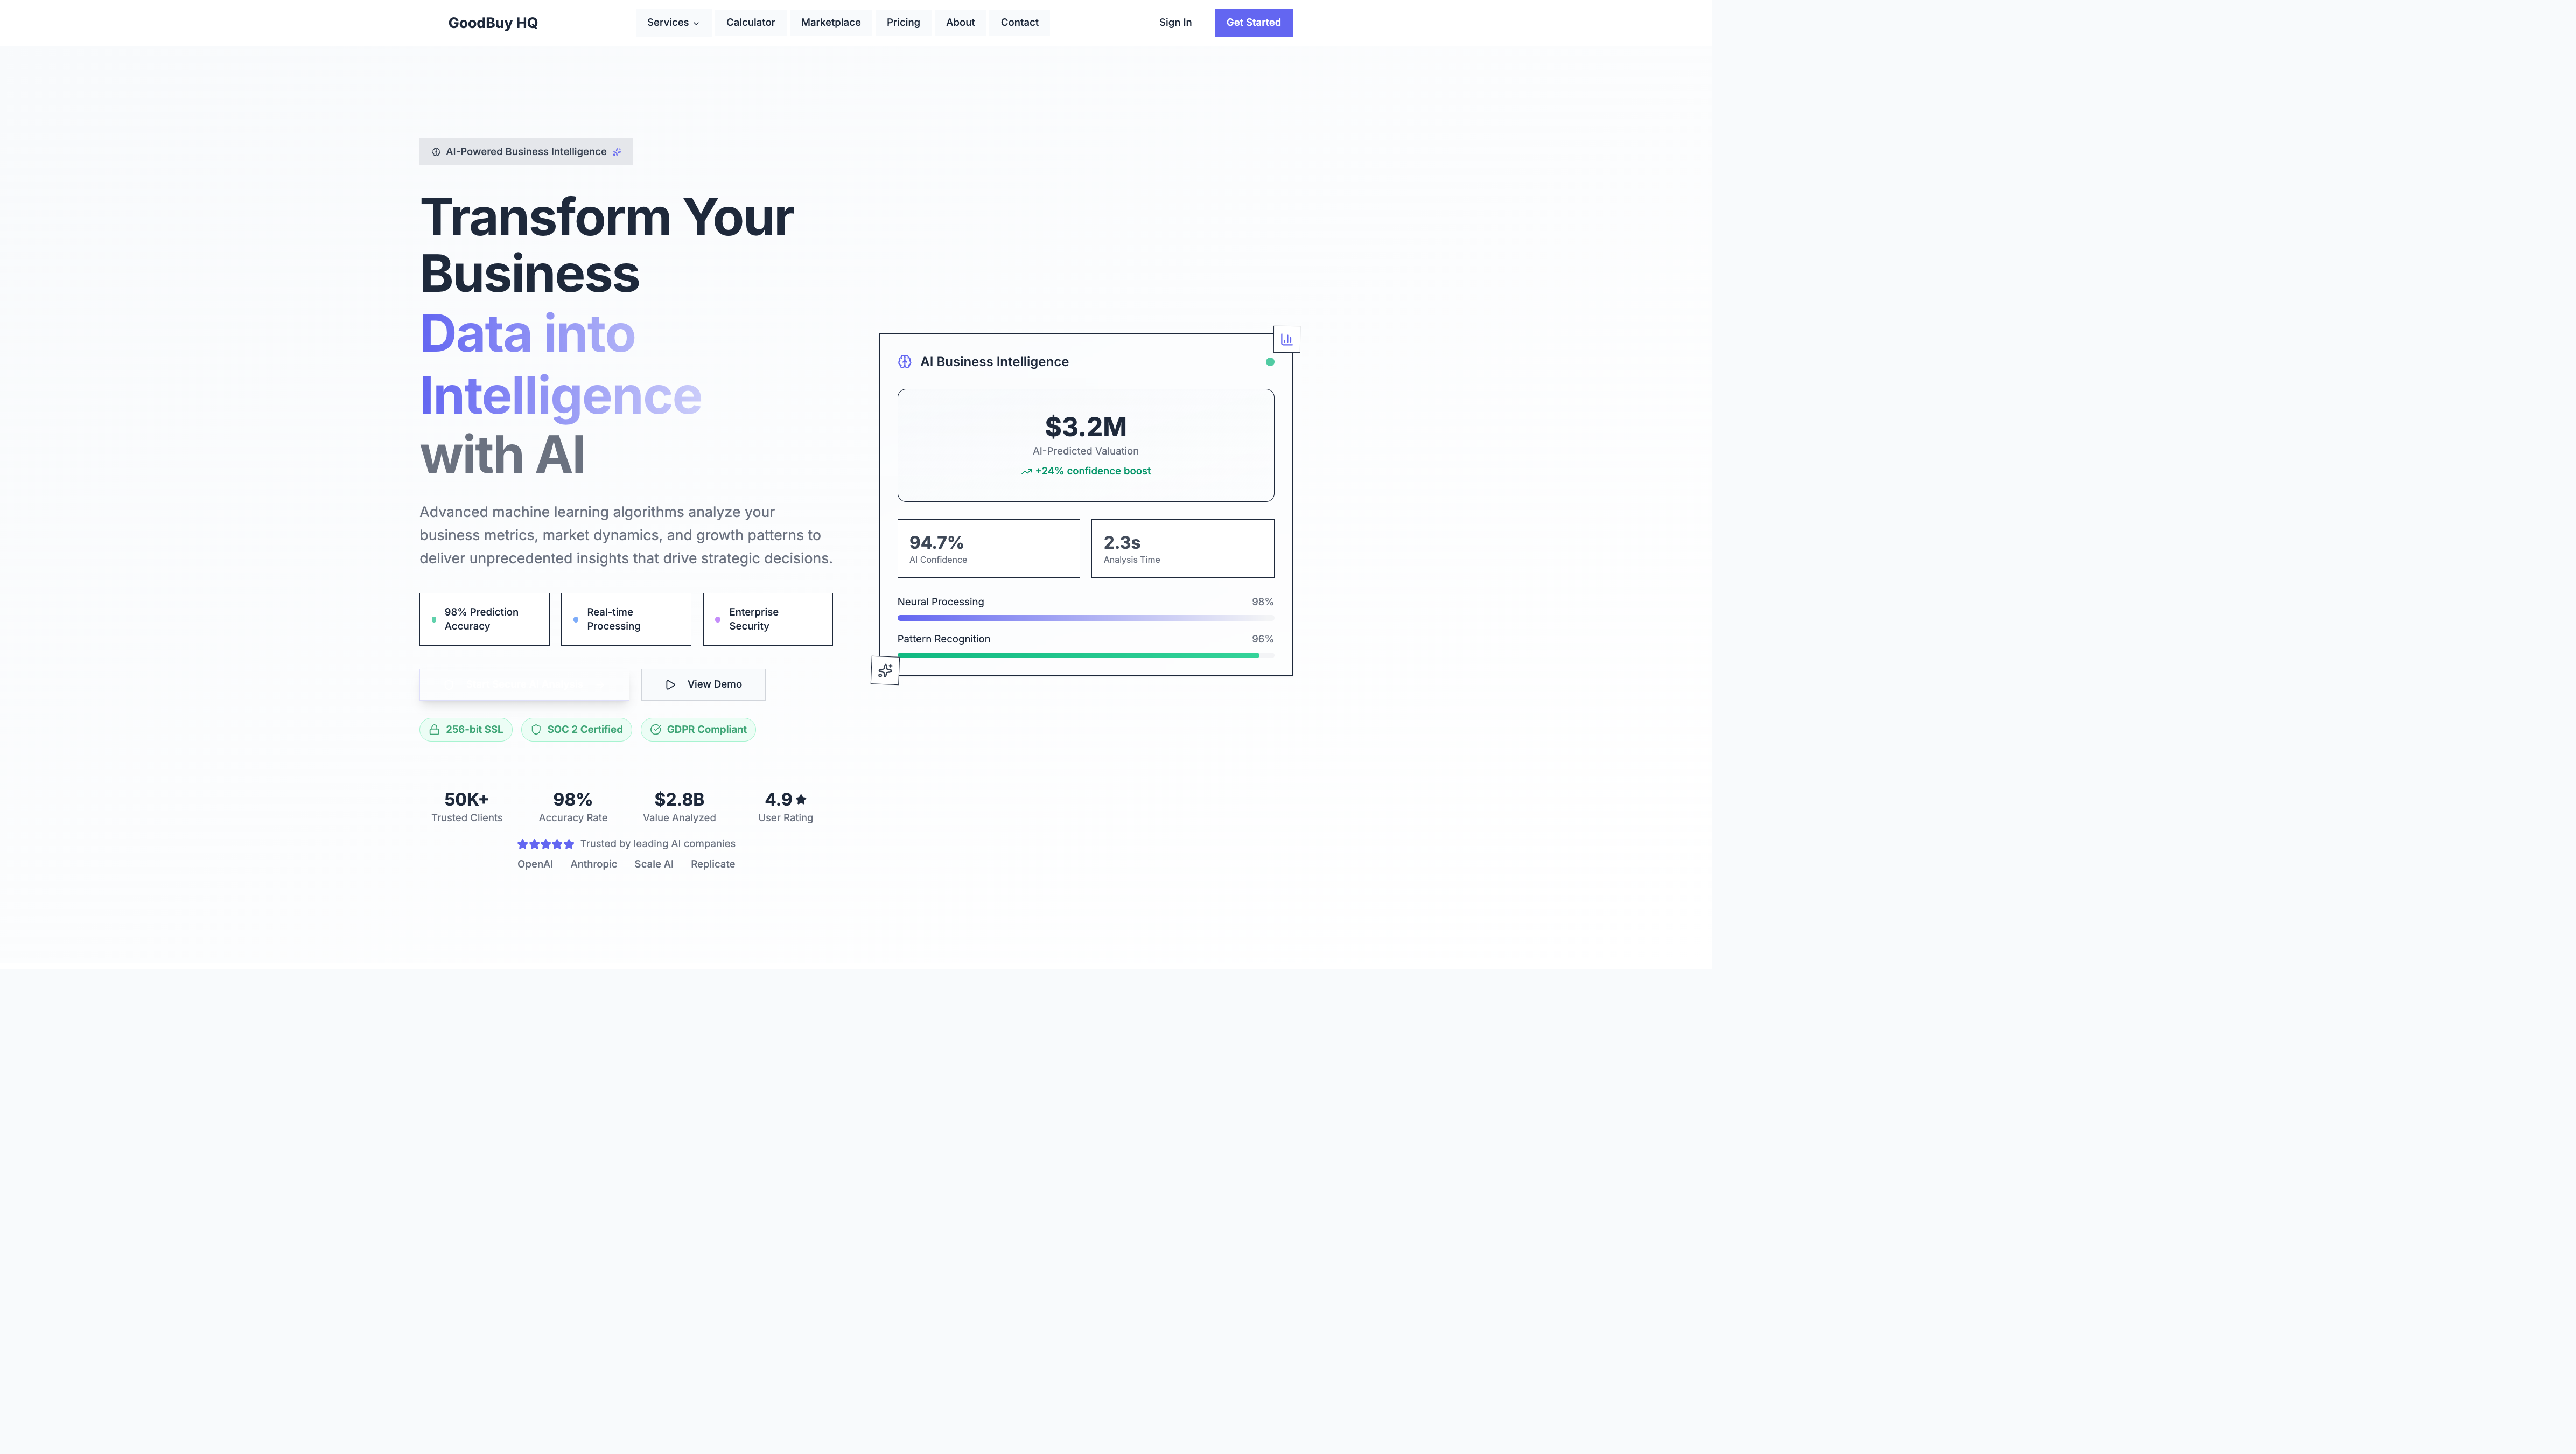 GoodBuy HQ
Services
Calculator
Marketplace
Pricing
About
Contact
Sign In
Get Started
AI-Powered Business Intelligence
Transform Your
Business
Data into
Intelligence
with AI
Advanced machine learning algorithms analyze your
business metrics, market dynamics, and growth patterns to
deliver unprecedented insights that drive strategic decisions.
98% Prediction
Accuracy
Real-time
Processing
Enterprise
Security
View Demo
256-bit SSL
SOC 2 Certified
GDPR Compliant
50K+
Trusted Clients
98%
Accuracy Rate
$2.8B
Value Analyzed
4.9
User Rating
Trusted by leading AI companies
OpenAI
Anthropic
Scale AI
Replicate
AI Business Intelligence
$3.2M
AI-Predicted Valuation
+24% confidence boost
94.7%
AI Confidence
2.3s
Analysis Time
Neural Processing
98%
Pattern Recognition
96%